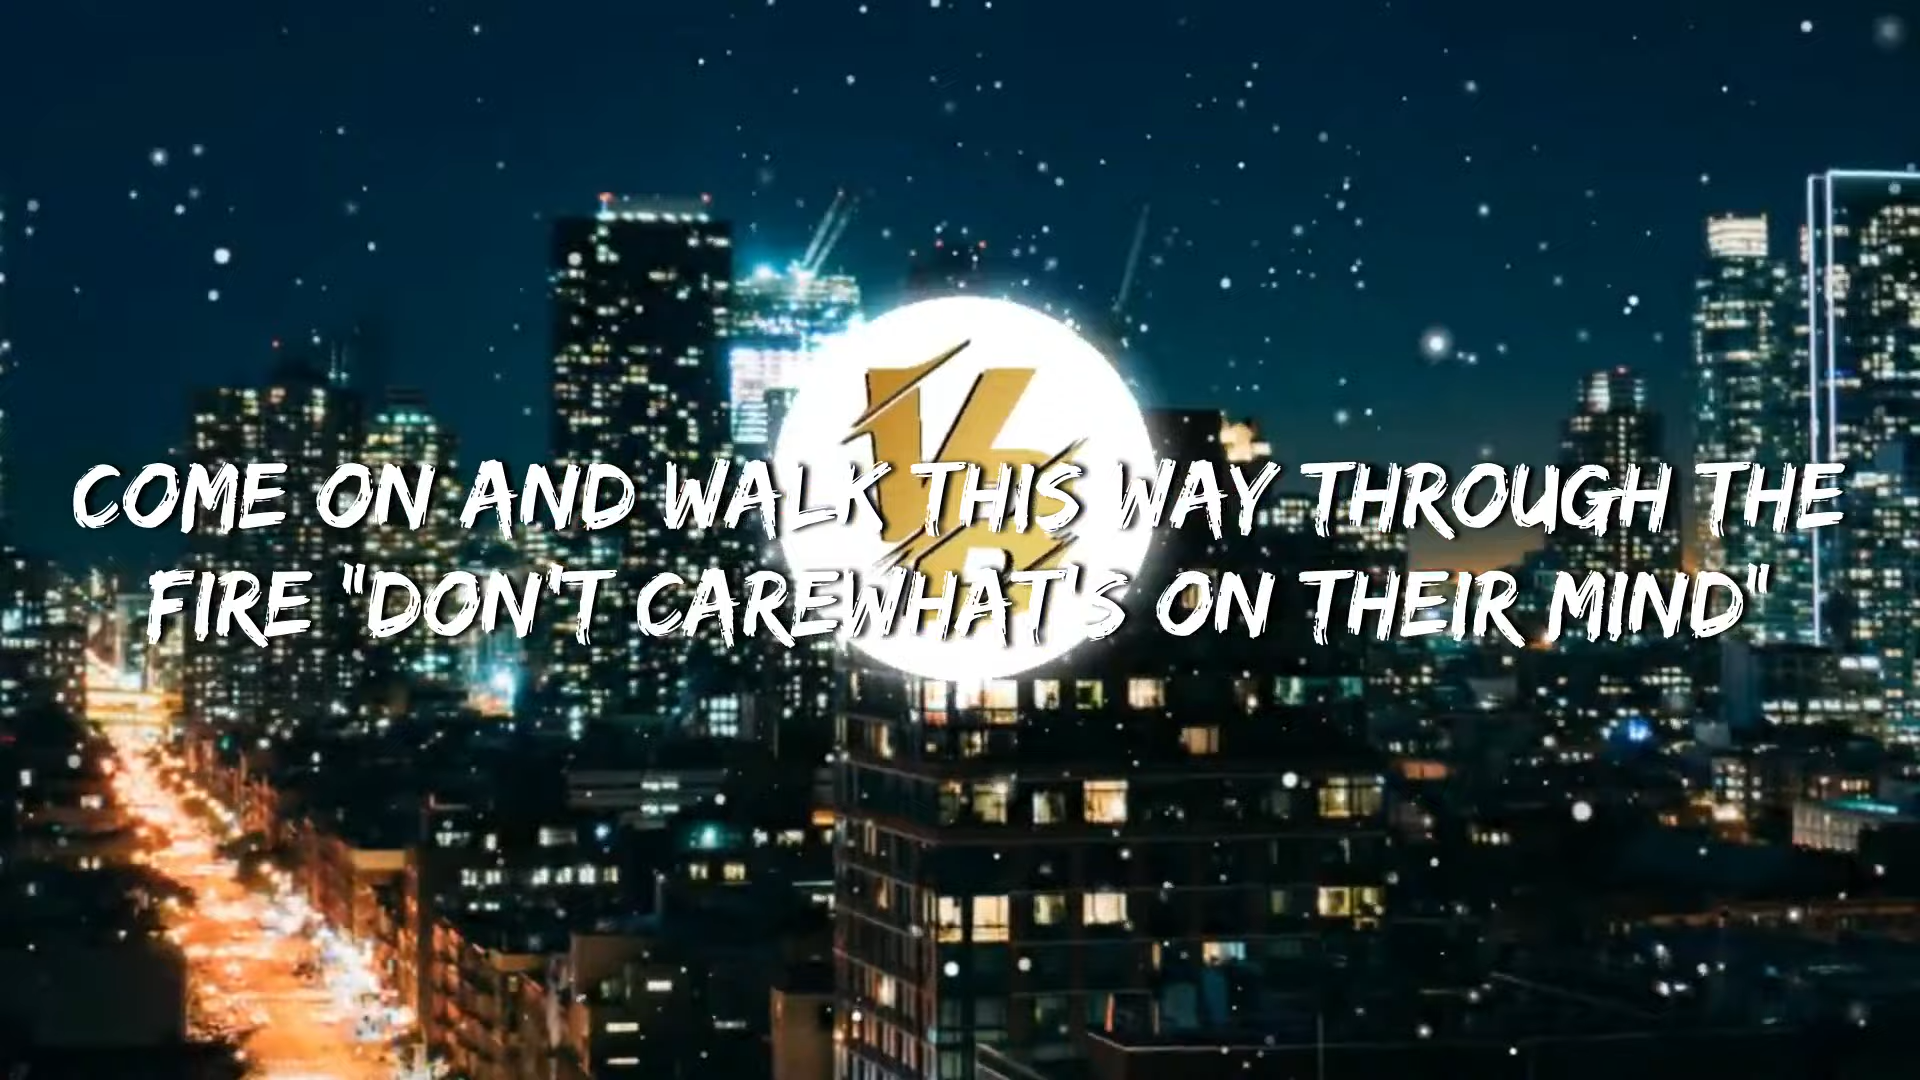 COME ON AND WALK THIS WAY THROUGH THE
FIRE "DON'T CAREWHAT'S ON THEIR MIND"